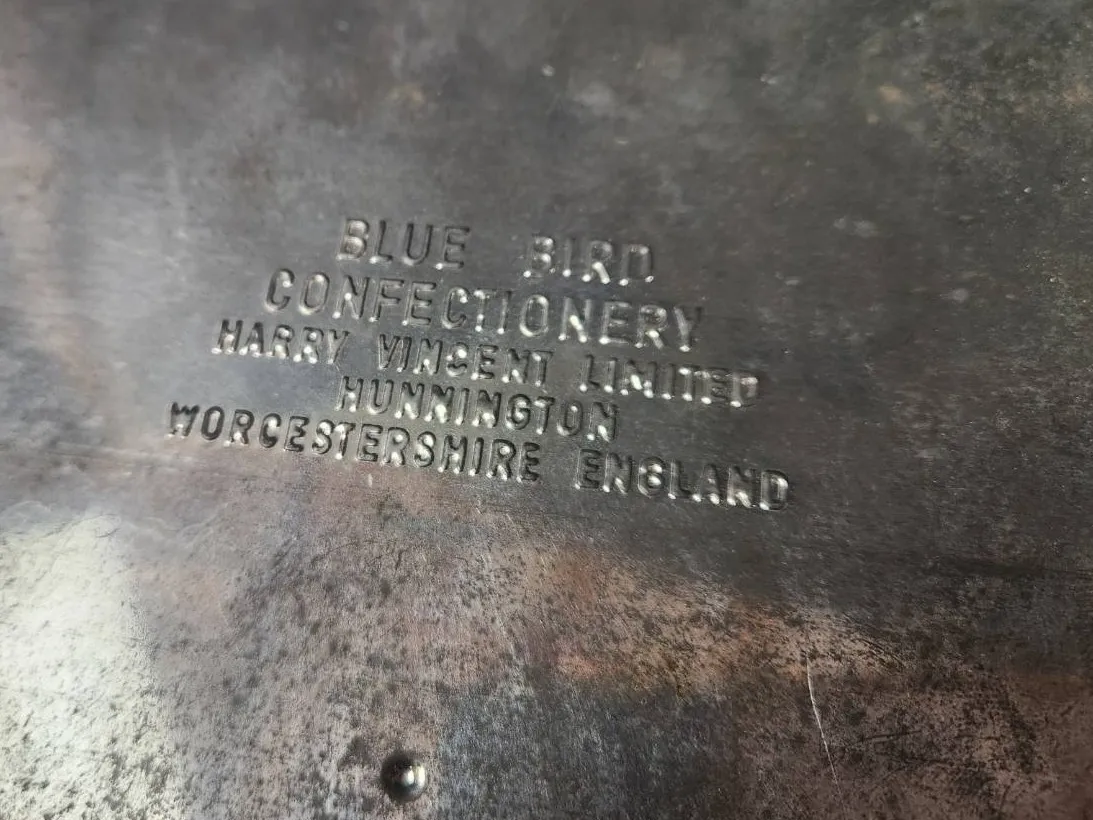 BLUE BIRD
CONFECTIONERY
HARRY VINCENT LIMITED
HUNNINGTON
WORCESTERSHIRE ENGLAND